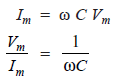 I_m = ω C V_m
V_m / I_m = 1 / ωC